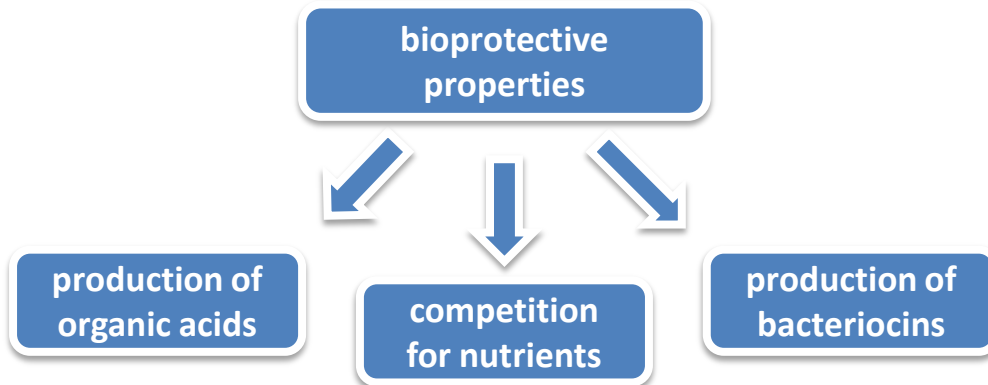 bioprotective
properties
production of
organic acids
competition
for nutrients
production of
bacteriocins